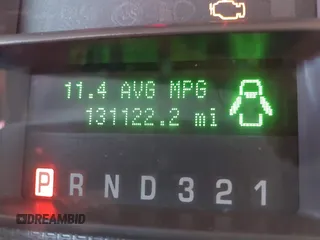 11.4 AVG MPG
131122.2 mi
P R N D 3 2 1
DREAMBID